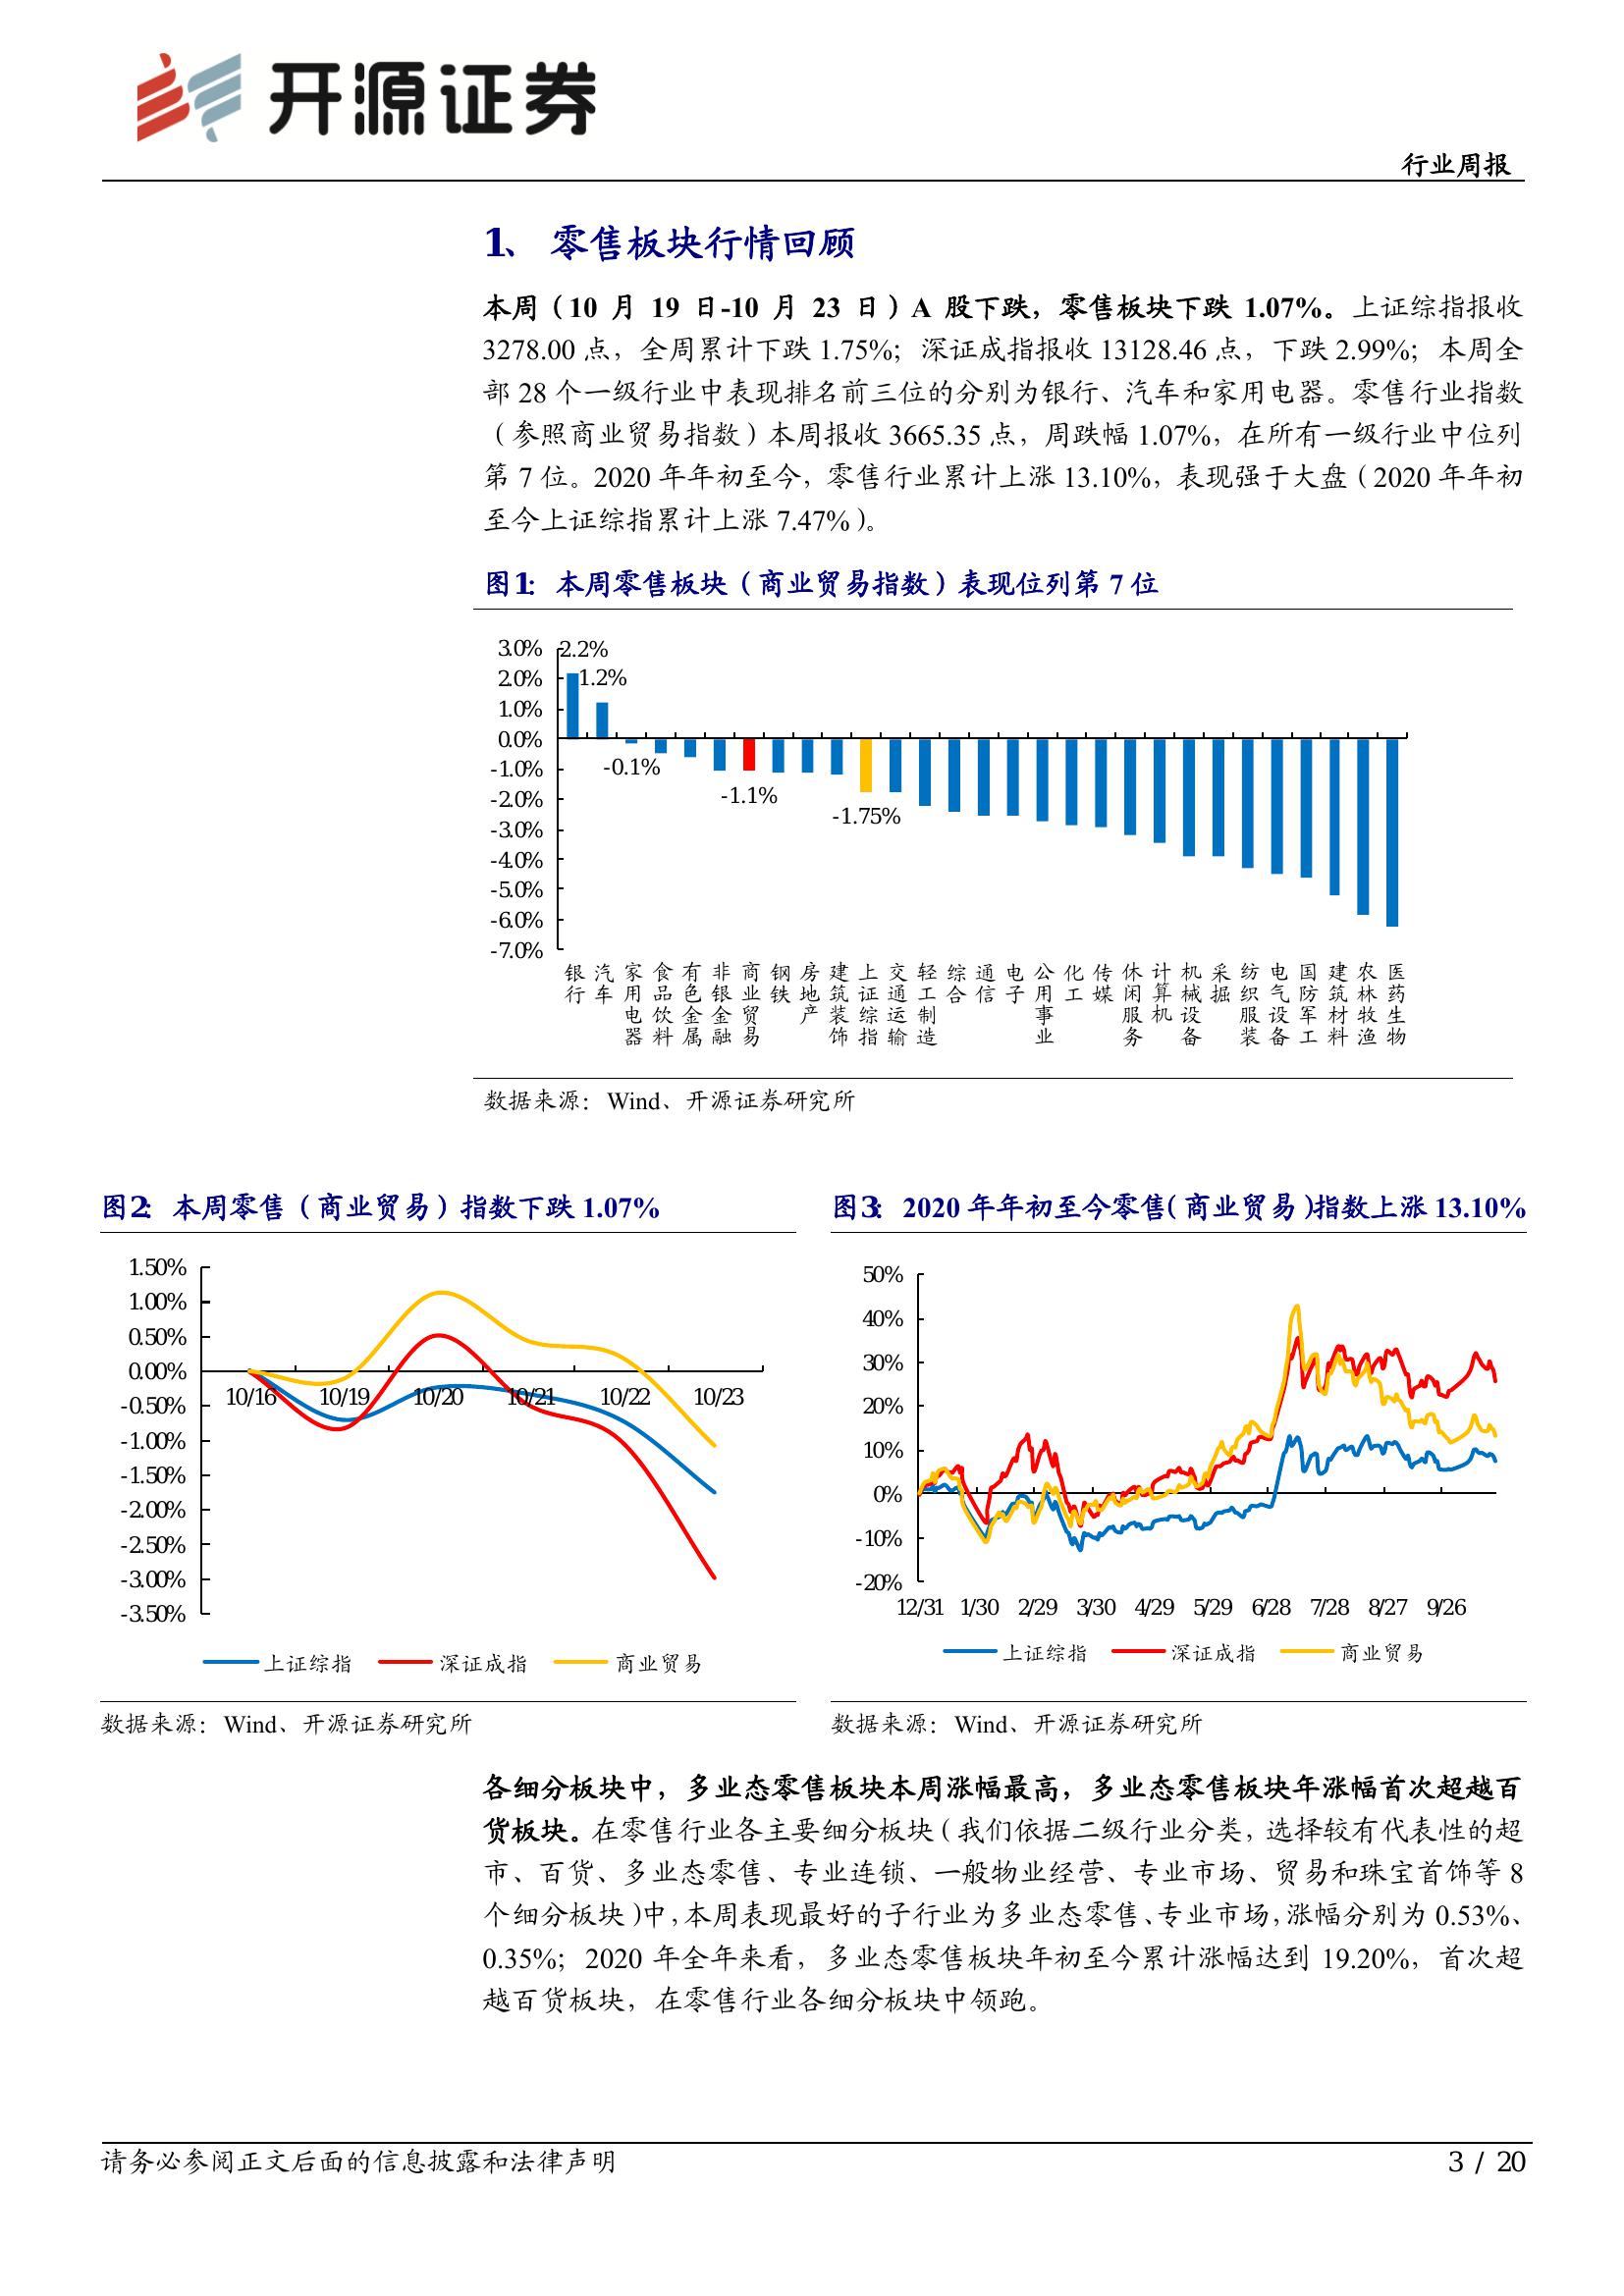 开源证券
行业周报
1、 零售板块行情回顾
本周（10 月 19 日-10 月 23 日）A 股下跌，零售板块下跌 1.07%。上证综指报收
3278.00 点，全周累计下跌 1.75%；深证成指报收 13128.46 点，下跌 2.99%；本周全
部 28 个一级行业中表现排名前三位的分别为银行、汽车和家用电器。零售行业指数
（参照商业贸易指数）本周报收 3665.35 点，周跌幅 1.07%，在所有一级行业中位列
第 7 位。2020 年年初至今，零售行业累计上涨 13.10%，表现强于大盘（2020 年年初
至今上证综指累计上涨 7.47%）。
图1： 本周零售板块（商业贸易指数）表现位列第 7 位
3.0%
2.0%
1.0%
0.0%
-1.0%
-2.0%
-3.0%
-4.0%
-5.0%
-6.0%
-7.0%
2.2%
1.2%
-0.1%
-1.1%
-1.75%
银行
汽车
家用电器
食品饮料
有色金属
非银金融
商业贸易
钢铁
房地产
建筑装饰
上证综指
交通运输
轻工制造
综合
通信
电子
公用事业
化工
传媒
休闲服务
计算机
机械设备
采掘
纺织服装
电气设备
国防军工
建筑材料
农林牧渔
医药生物
数据来源：Wind、开源证券研究所
图2： 本周零售（商业贸易）指数下跌 1.07%
1.50%
1.00%
0.50%
0.00%
-0.50%
-1.00%
-1.50%
-2.00%
-2.50%
-3.00%
-3.50%
10/16 10/19 10/20 10/21 10/22 10/23
上证综指 深证成指 商业贸易
数据来源：Wind、开源证券研究所
图3： 2020 年年初至今零售（商业贸易）指数上涨 13.10%
50%
40%
30%
20%
10%
0%
-10%
-20%
12/31 1/30 2/29 3/30 4/29 5/29 6/28 7/28 8/27 9/26
上证综指 深证成指 商业贸易
数据来源：Wind、开源证券研究所
各细分板块中，多业态零售板块本周涨幅最高，多业态零售板块年涨幅首次超越百
货板块。在零售行业各主要细分板块（我们依据二级行业分类，选择较有代表性的超
市、百货、多业态零售、专业连锁、一般物业经营、专业市场、贸易和珠宝首饰等 8
个细分板块）中，本周表现最好的子行业为多业态零售、专业市场，涨幅分别为 0.53%、
0.35%；2020 年全年来看，多业态零售板块年初至今累计涨幅达到 19.20%，首次超
越百货板块，在零售行业各细分板块中领跑。
请务必参阅正文后面的信息披露和法律声明
3 / 20